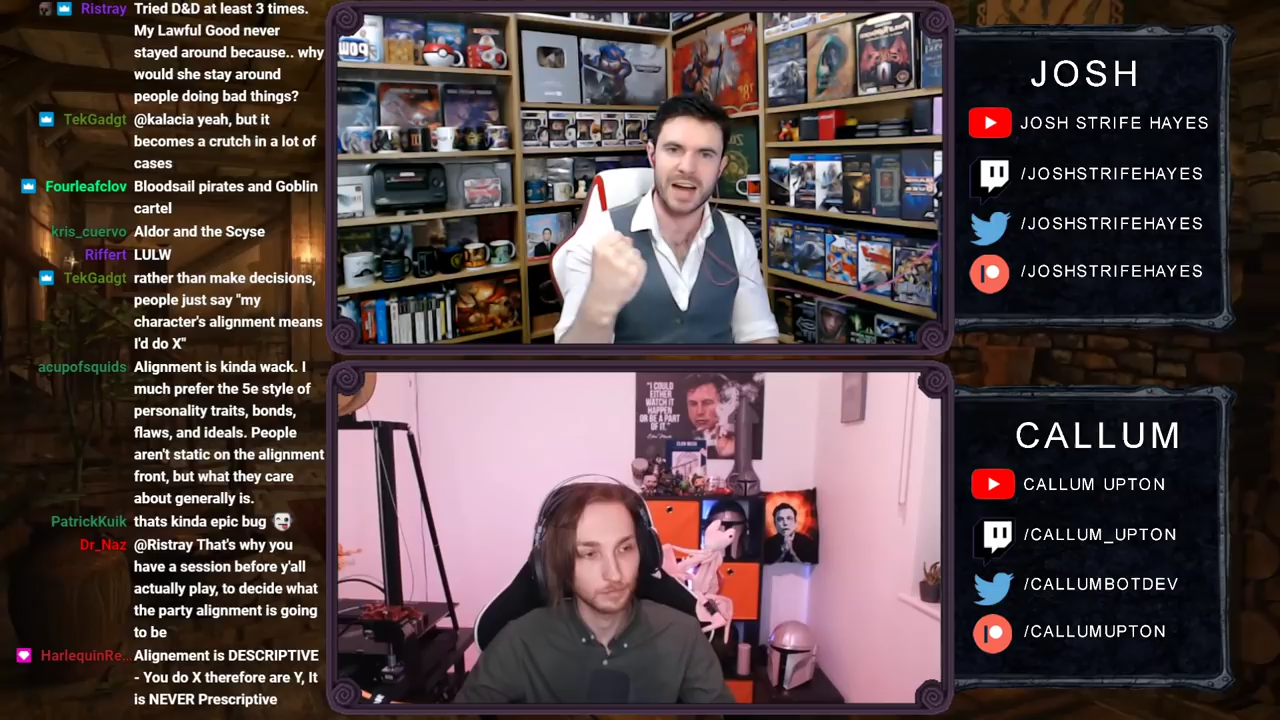 Ristray Tried D&D at least 3 times.
My Lawful Good never
stayed around because.. why
would she stay around
people doing bad things?
TekGadgt @kalacia yeah, but it
becomes a crutch in a lot of
cases
Fourleafclov Bloodsail pirates and Goblin
cartel
kris_cuervo Aldor and the Scyse
Riffert LULW
TekGadgt rather than make decisions,
people just say "my
character's alignment means
I'd do X"
acupofsquids Alignment is kinda wack. I
much prefer the 5e style of
personality traits, bonds,
flaws, and ideals. People
aren't static on the alignment
front, but what they care
about generally is.
PatrickKuik thats kinda epic bug
Dr_Naz @Ristray That's why you
have a session before y'all
actually play, to decide what
the party alignment is going
to be
HarlequinRe... Alignement is DESCRIPTIVE
- You do X therefore are Y, It
is NEVER Prescriptive
"I COULD
EITHER
WATCH IT
HAPPEN
OR BE A PART
OF IT."
JOSH
JOSH STRIFE HAYES
/JOSHSTRIFEHAYES
/JOSHSTRIFEHAYES
/JOSHSTRIFEHAYES
CALLUM
CALLUM UPTON
/CALLUM_UPTON
/CALLUMBOTDEV
/CALLUMUPTON